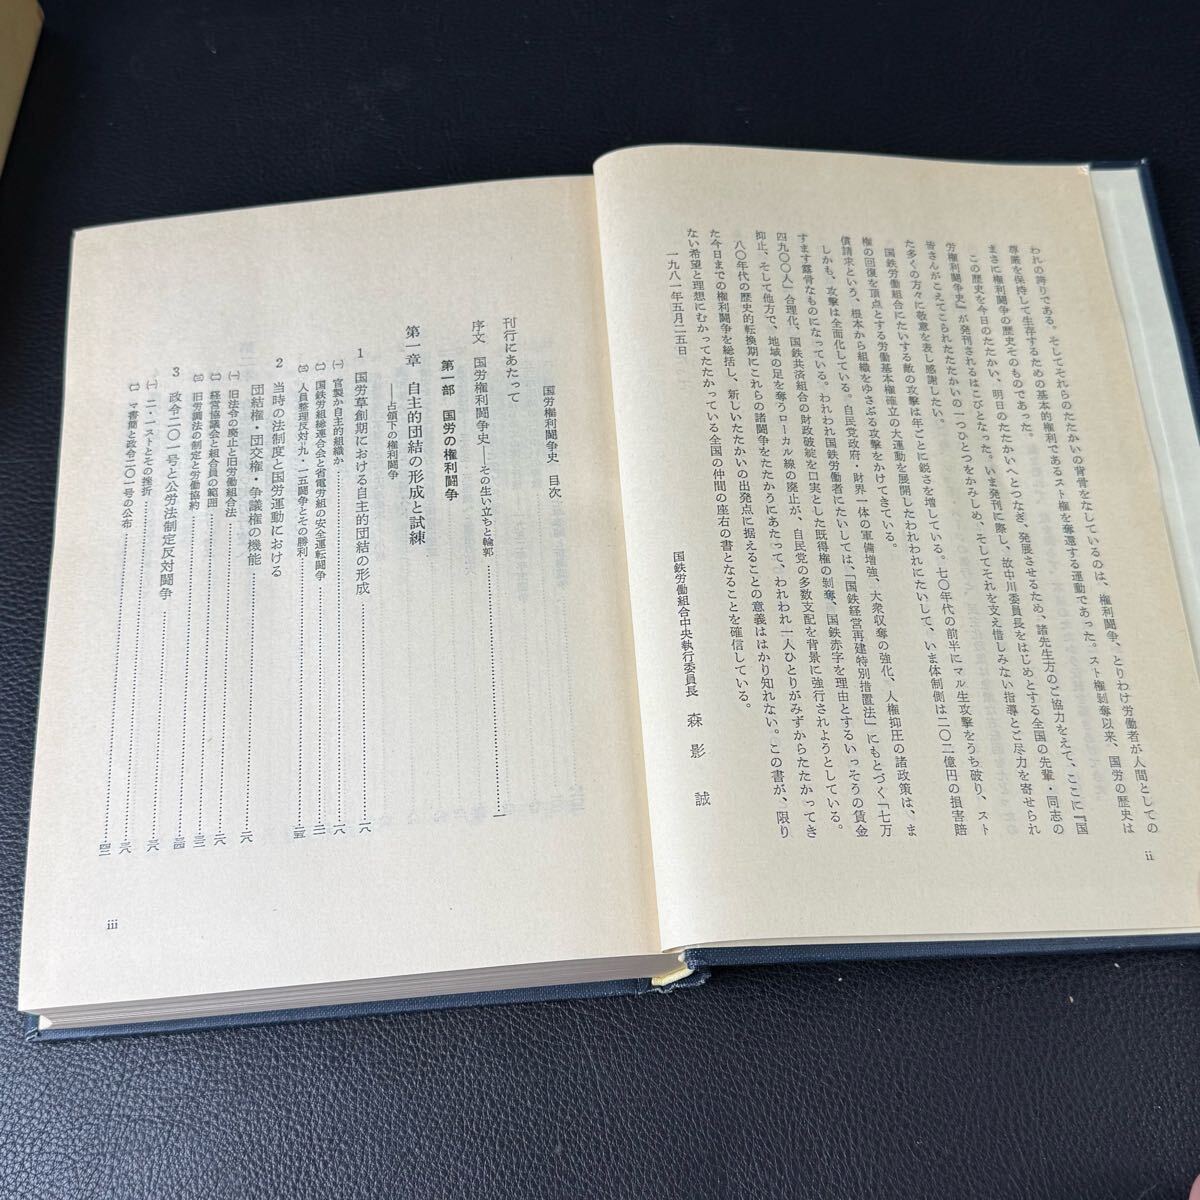 われの誇りである。そしてそれらのたたかいの背骨をなしているのは、権利闘争、とりわけ労働者が人間としての
尊厳を保持して生存するための基本的権利であるスト権を奪還する運動であった。スト権剝奪以来、国労の歴史は
まさに権利闘争の歴史そのものであった。
この歴史を今日のたたかい、明日のたたかいへとつなぎ、発展させるため、諸先生方のご協力をえて、ここに『国
労権利闘争史』が発刊されるはこびとなった。いま発刊に際し、故中川委員長をはじめとする全国の先輩・同志の
皆さんがこえてこられたたたかいの一つひとつをかみしめ、そしてそれを支え惜しみない指導とご尽力を寄せられ
た多くの方々に敬意を表し感謝したい。
国鉄労働組合にたいする敵の攻撃は年ごとに鋭さを増している。七〇年代の前半にマル生攻撃をうち破り、スト
権の回復を頂点とする労働基本権確立の大運動を展開したわれわれにたいして、いま体制側は二〇二億円の損害賠
償請求という、根本から組織をゆさぶる攻撃をかけてきている。
しかも、攻撃は全面化している。自民党政府・財界一体の軍備増強、大衆収奪の強化、人権抑圧の諸政策は、ま
すます露骨なものになっている。われわれ国鉄労働者にたいしては、「国鉄経営再建特別措置法」にもとづく「七万
四九〇〇人」合理化、国鉄共済組合の財政破綻を口実とした既得権の剝奪、国鉄赤字を理由とするいっそうの賃金
抑止、そして他方で、地域の足を奪うローカル線の廃止が、自民党の多数支配を背景に強行されようとしている。
八〇年代の歴史的転換期にこれらの諸闘争をたたかうにあたって、われわれ一人ひとりがみずからたたかってき
た今日までの権利闘争を総括し、新しいたたかいの出発点に据えることの意義ははかり知れない。この書が、限り
ない希望と理想にむかってたたかっている全国の仲間の座右の書となることを確信している。
一九八一年五月二五日
国鉄労働組合中央執行委員長 森影誠
ii
国労権利闘争史 目次
刊行にあたって
序文 国労権利闘争史——その生い立ちと輪郭……一
第一部 国労の権利闘争
第一章 自主的団結の形成と試練
——占領下の権利闘争
1 国労草創期における自主的団結の形成……一八
㈠ 官製か自主的組織か……一八
㈡ 国鉄労組総連合会と省電労組の安全運転闘争……二一
㈢ 人員整理反対・九・一五闘争とその勝利……二五
2 当時の法制度と国労運動における
団結権・団交権・争議権の機能……二八
㈠ 旧法令の廃止と旧労働組合法……二八
㈡ 経営協議会と組合員の範囲……三一
㈢ 旧労調法の制定と労働協約……三四
3 政令二〇一号と公労法制定反対闘争……三八
㈠ 二・一ストとその挫折……三八
㈡ マ書簡と政令二〇一号の公布……四二
iii